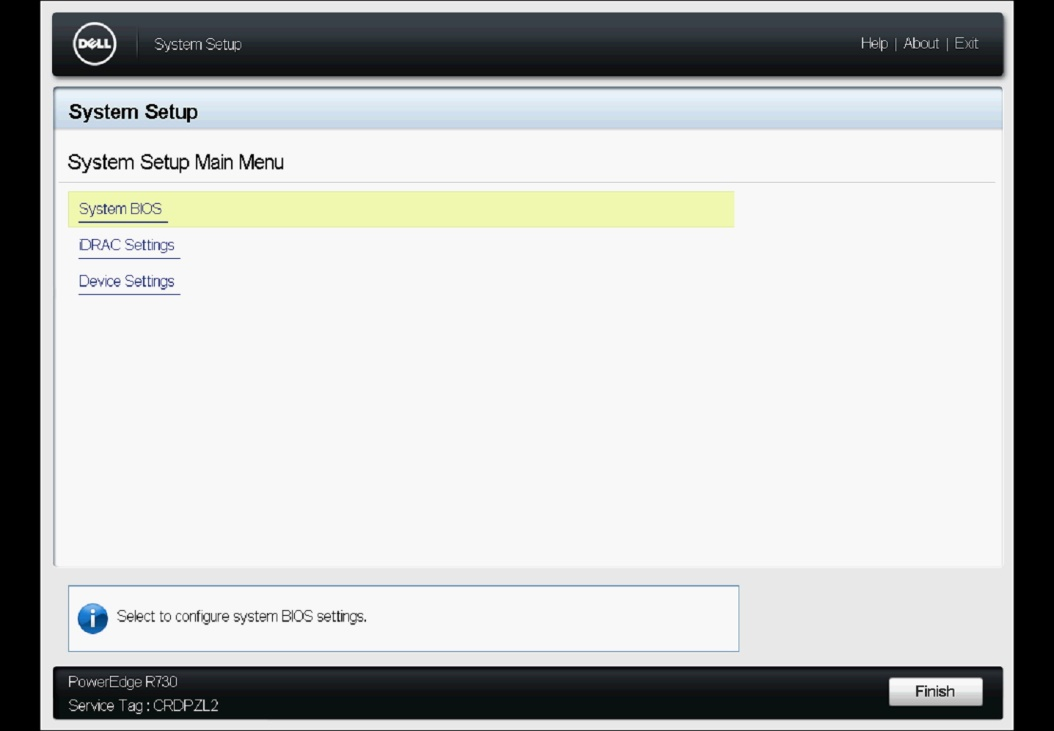 DELL
System Setup
Help | About | Exit
System Setup
System Setup Main Menu
System BIOS
iDRAC Settings
Device Settings
Select to configure system BIOS settings.
PowerEdge R730
Service Tag : CRDPZL2
Finish